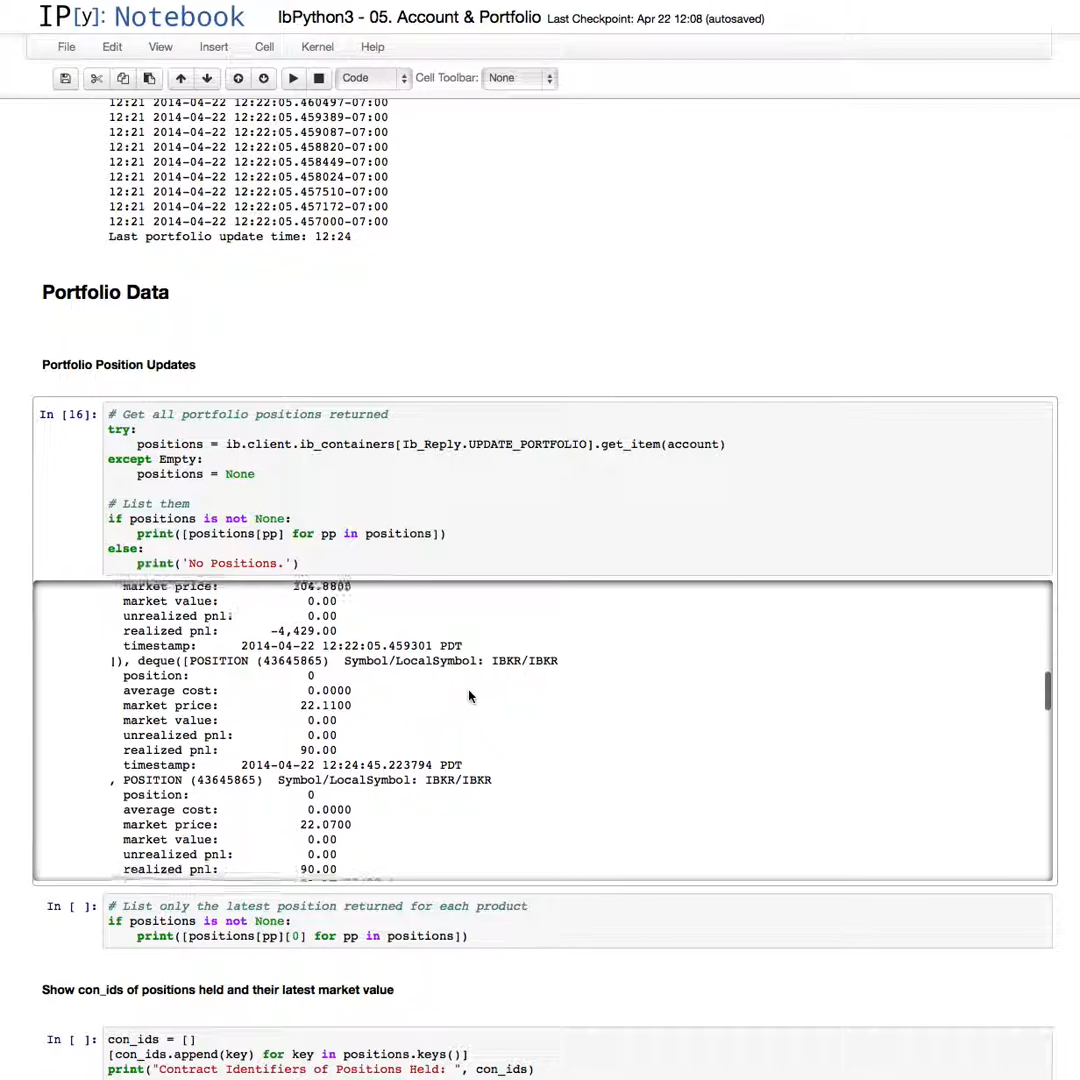 IP[y]: Notebook
IbPython3 - 05. Account & Portfolio Last Checkpoint: Apr 22 12:08 (autosaved)
File Edit View Insert Cell Kernel Help
Code Cell Toolbar: None
12:21 2014-04-22 12:22:05.460497-07:00
12:21 2014-04-22 12:22:05.459389-07:00
12:21 2014-04-22 12:22:05.459087-07:00
12:21 2014-04-22 12:22:05.458820-07:00
12:21 2014-04-22 12:22:05.458449-07:00
12:21 2014-04-22 12:22:05.458024-07:00
12:21 2014-04-22 12:22:05.457510-07:00
12:21 2014-04-22 12:22:05.457172-07:00
12:21 2014-04-22 12:22:05.457000-07:00
Last portfolio update time: 12:24
Portfolio Data
Portfolio Position Updates
In [16]: # Get all portfolio positions returned
try:
positions = ib.client.ib_containers[Ib_Reply.UPDATE_PORTFOLIO].get_item(account)
except Empty:
positions = None
# List them
if positions is not None:
print([positions[pp] for pp in positions])
else:
print('No Positions.')
market price: 104.8800
market value: 0.00
unrealized pnl: 0.00
realized pnl: -4,429.00
timestamp: 2014-04-22 12:22:05.459301 PDT
]), deque([POSITION (43645865) Symbol/LocalSymbol: IBKR/IBKR
position: 0
average cost: 0.0000
market price: 22.1100
market value: 0.00
unrealized pnl: 0.00
realized pnl: 90.00
timestamp: 2014-04-22 12:24:45.223794 PDT
, POSITION (43645865) Symbol/LocalSymbol: IBKR/IBKR
position: 0
average cost: 0.0000
market price: 22.0700
market value: 0.00
unrealized pnl: 0.00
realized pnl: 90.00
In [ ]: # List only the latest position returned for each product
if positions is not None:
print([positions[pp][0] for pp in positions])
Show con_ids of positions held and their latest market value
In [ ]: con_ids = []
[con_ids.append(key) for key in positions.keys()]
print("Contract Identifiers of Positions Held: ", con_ids)